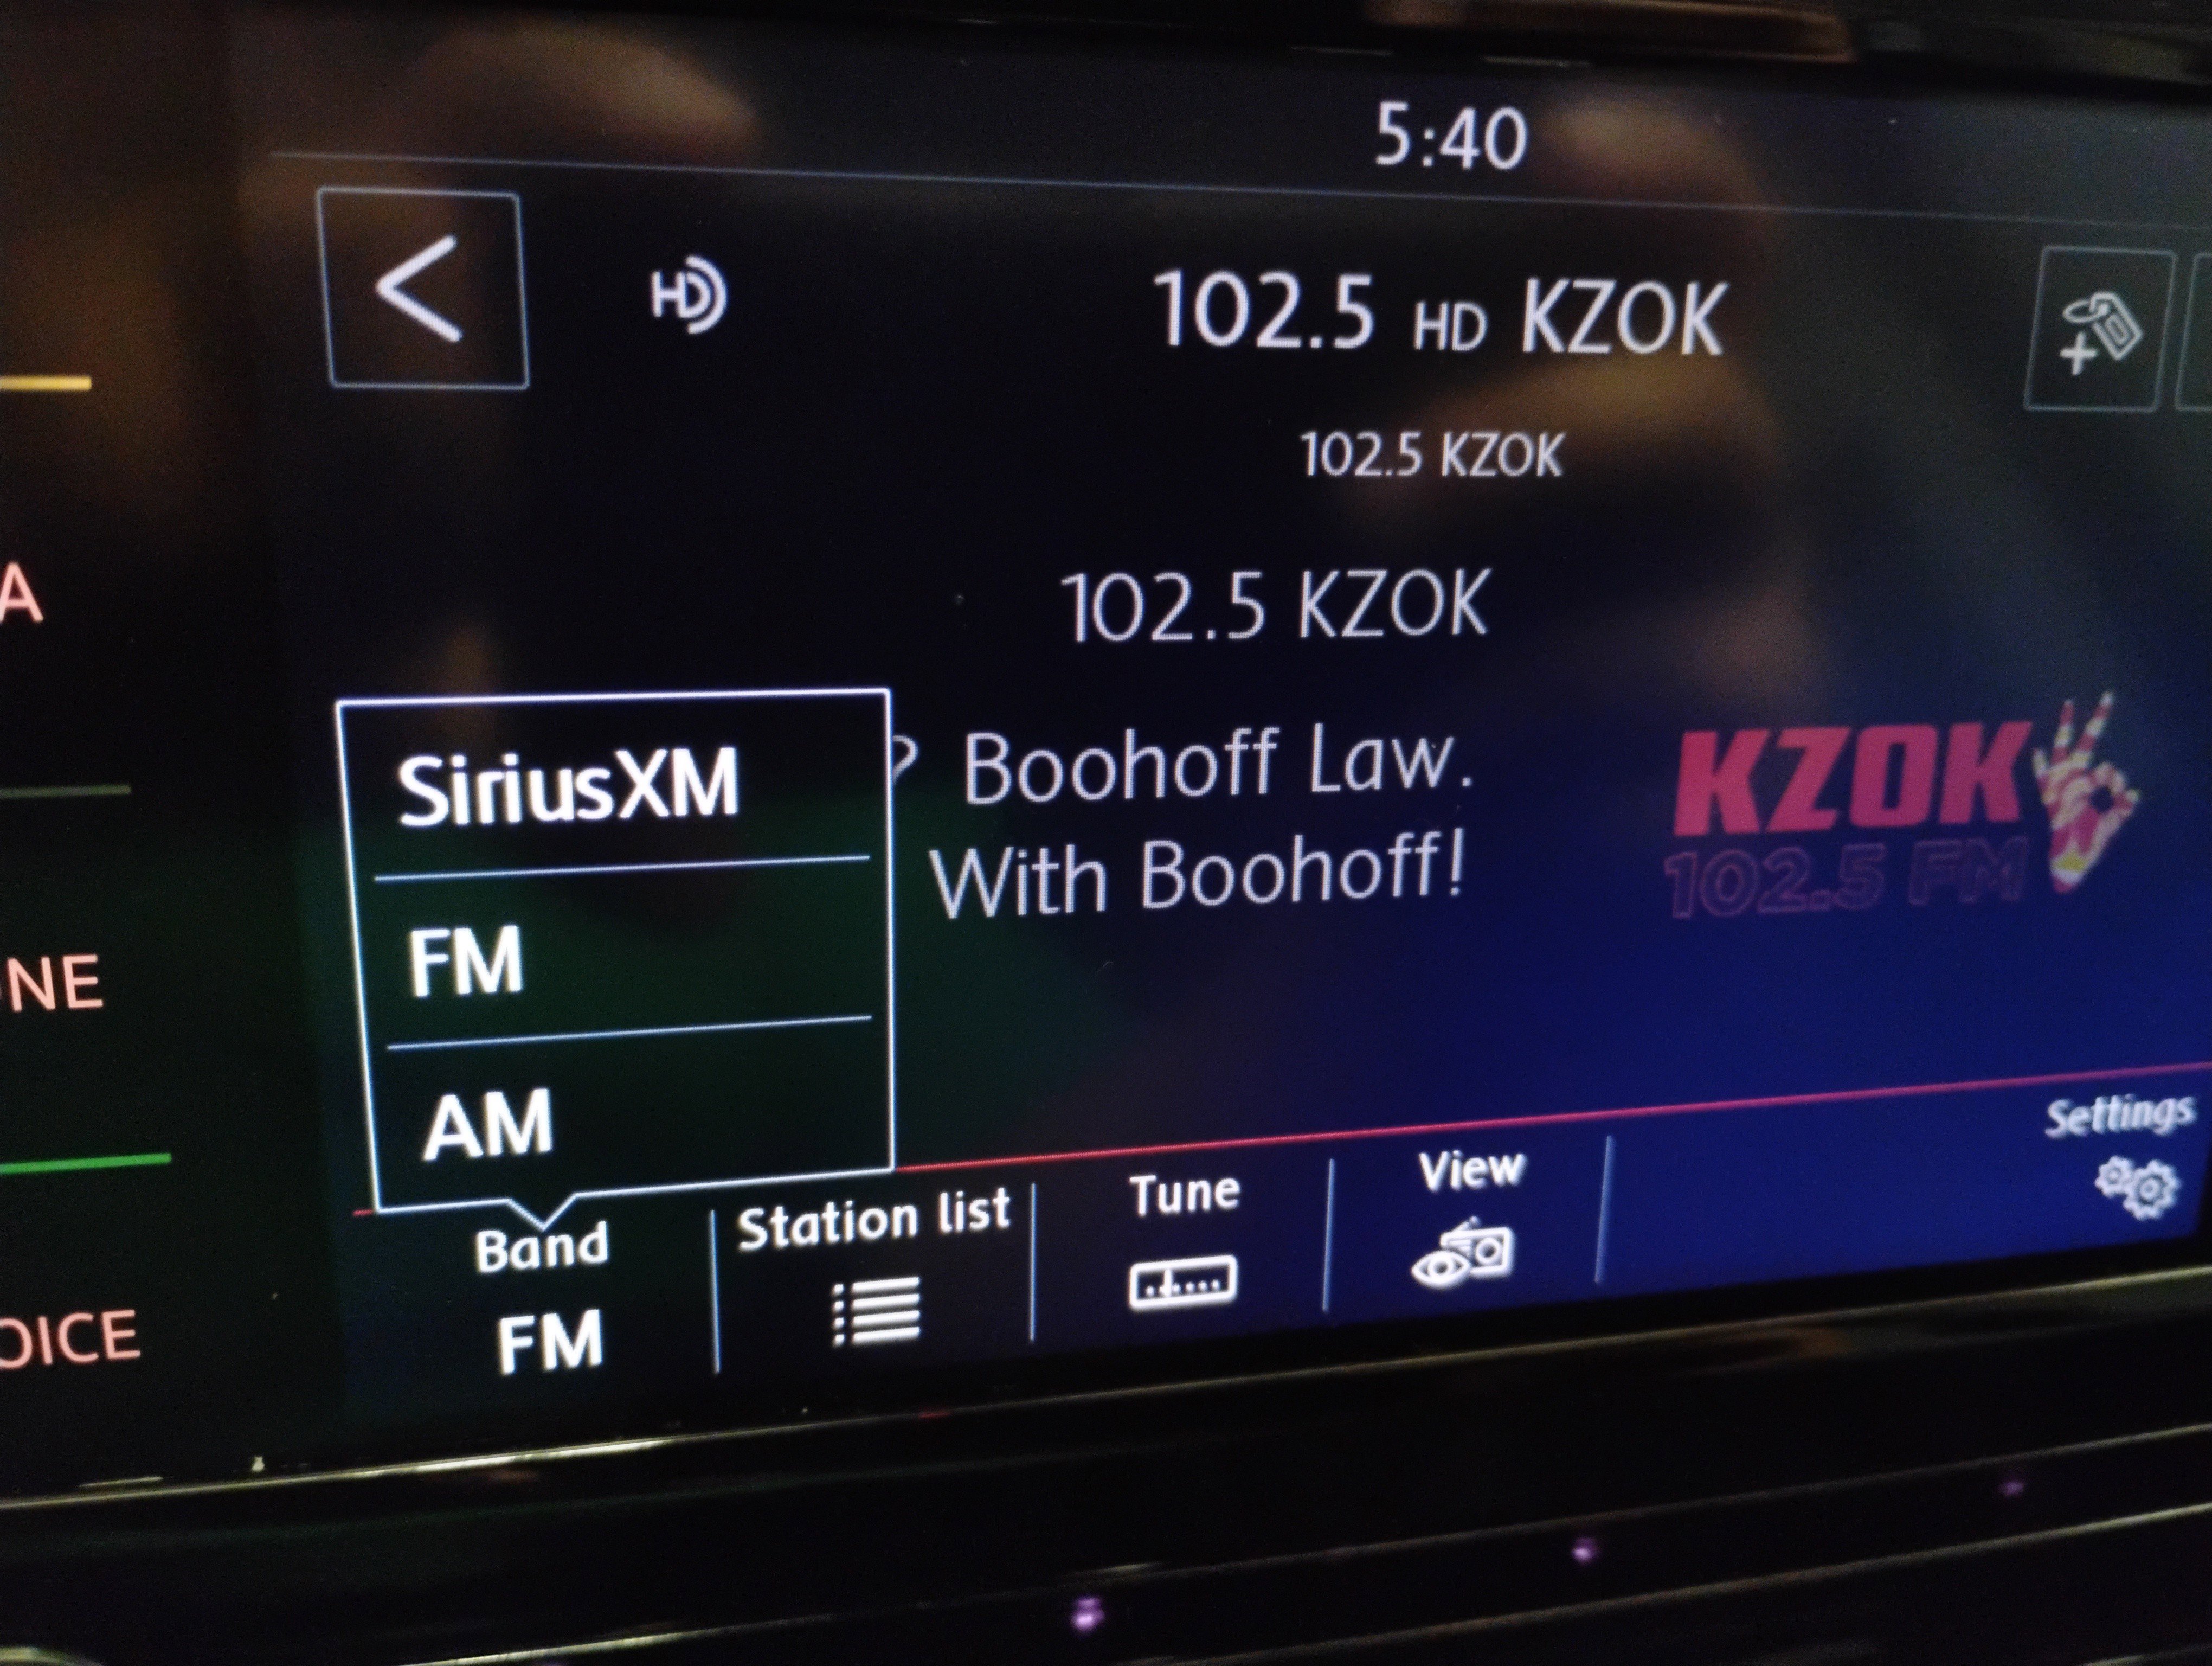 5:40
HD
102.5 HD KZOK
102.5 KZOK
102.5 KZOK
? Boohoff Law.
With Boohoff!
KZOK
102.5 FM
SiriusXM
FM
AM
Band
FM
Station list
Tune
View
Settings
A
NE
OICE